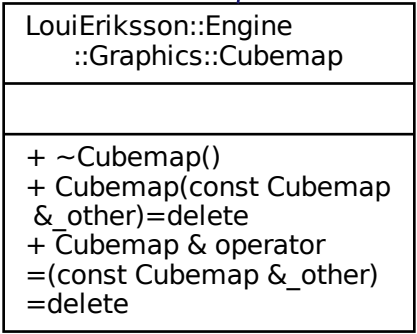 LouiEriksson::Engine
::Graphics::Cubemap
+ ~Cubemap()
+ Cubemap(const Cubemap
&_other)=delete
+ Cubemap & operator
=(const Cubemap &_other)
=delete